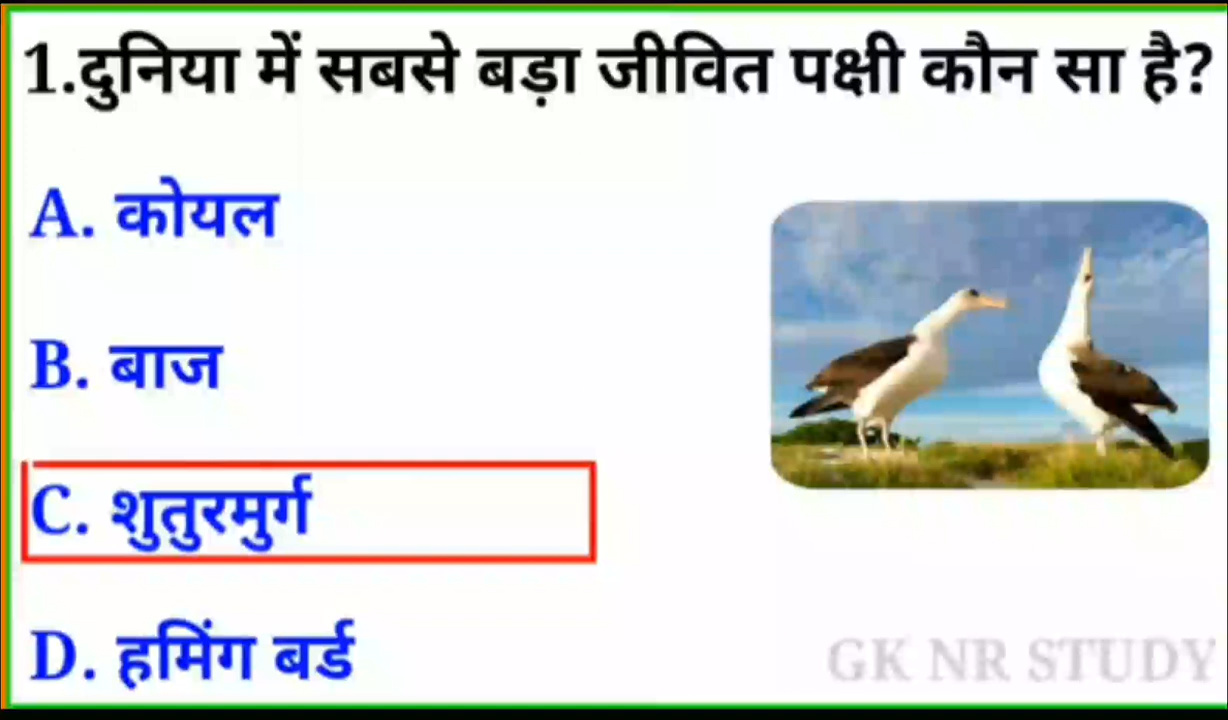 1.दुनिया में सबसे बड़ा जीवित पक्षी कौन सा है?
A. कोयल
B. बाज
C. शुतुरमुर्ग
D. हमिंग बर्ड
GK NR STUDY